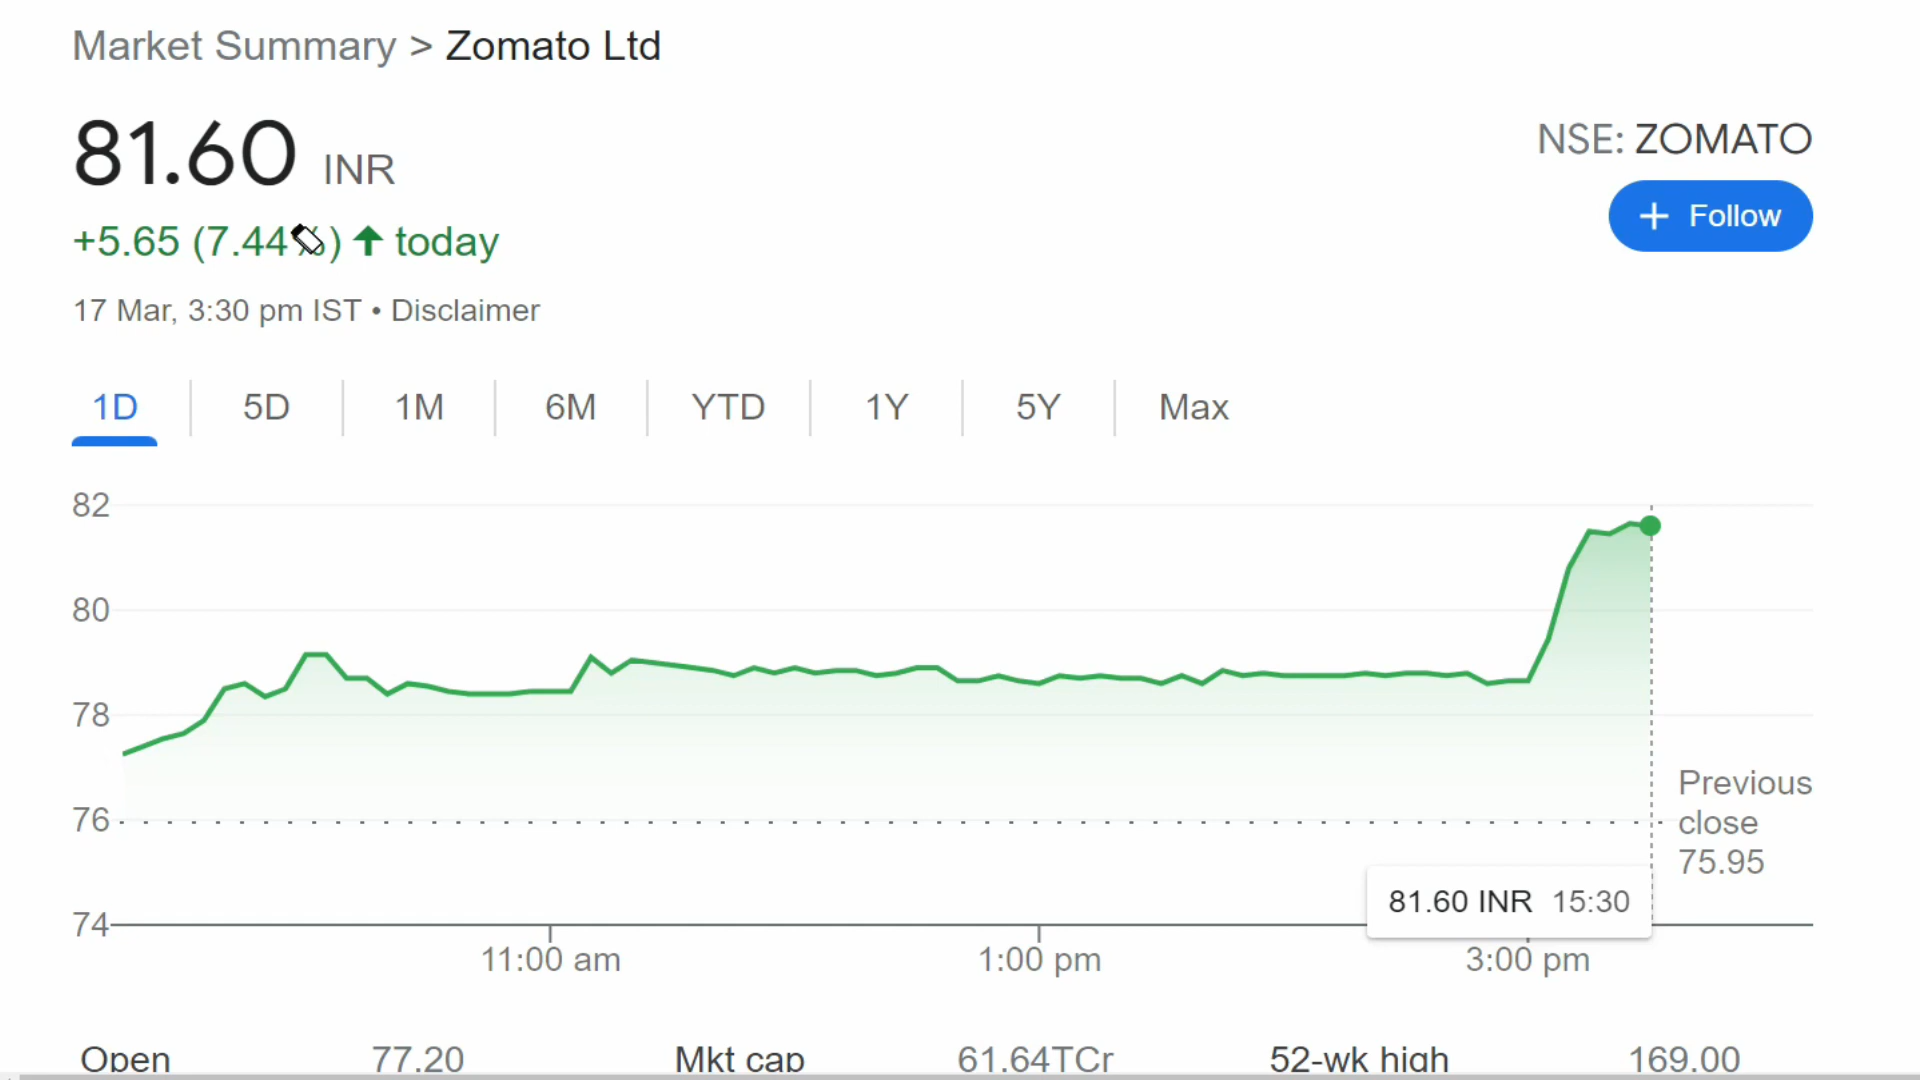 Market Summary > Zomato Ltd
81.60 INR
NSE: ZOMATO
+ Follow
+5.65 (7.44%) ↑ today
17 Mar, 3:30 pm IST • Disclaimer
1D 5D 1M 6M YTD 1Y 5Y Max
82
80
78
76
74
Previous
close
75.95
81.60 INR 15:30
11:00 am 1:00 pm 3:00 pm
Open 77.20 Mkt cap 61.64TCr 52-wk high 169.00